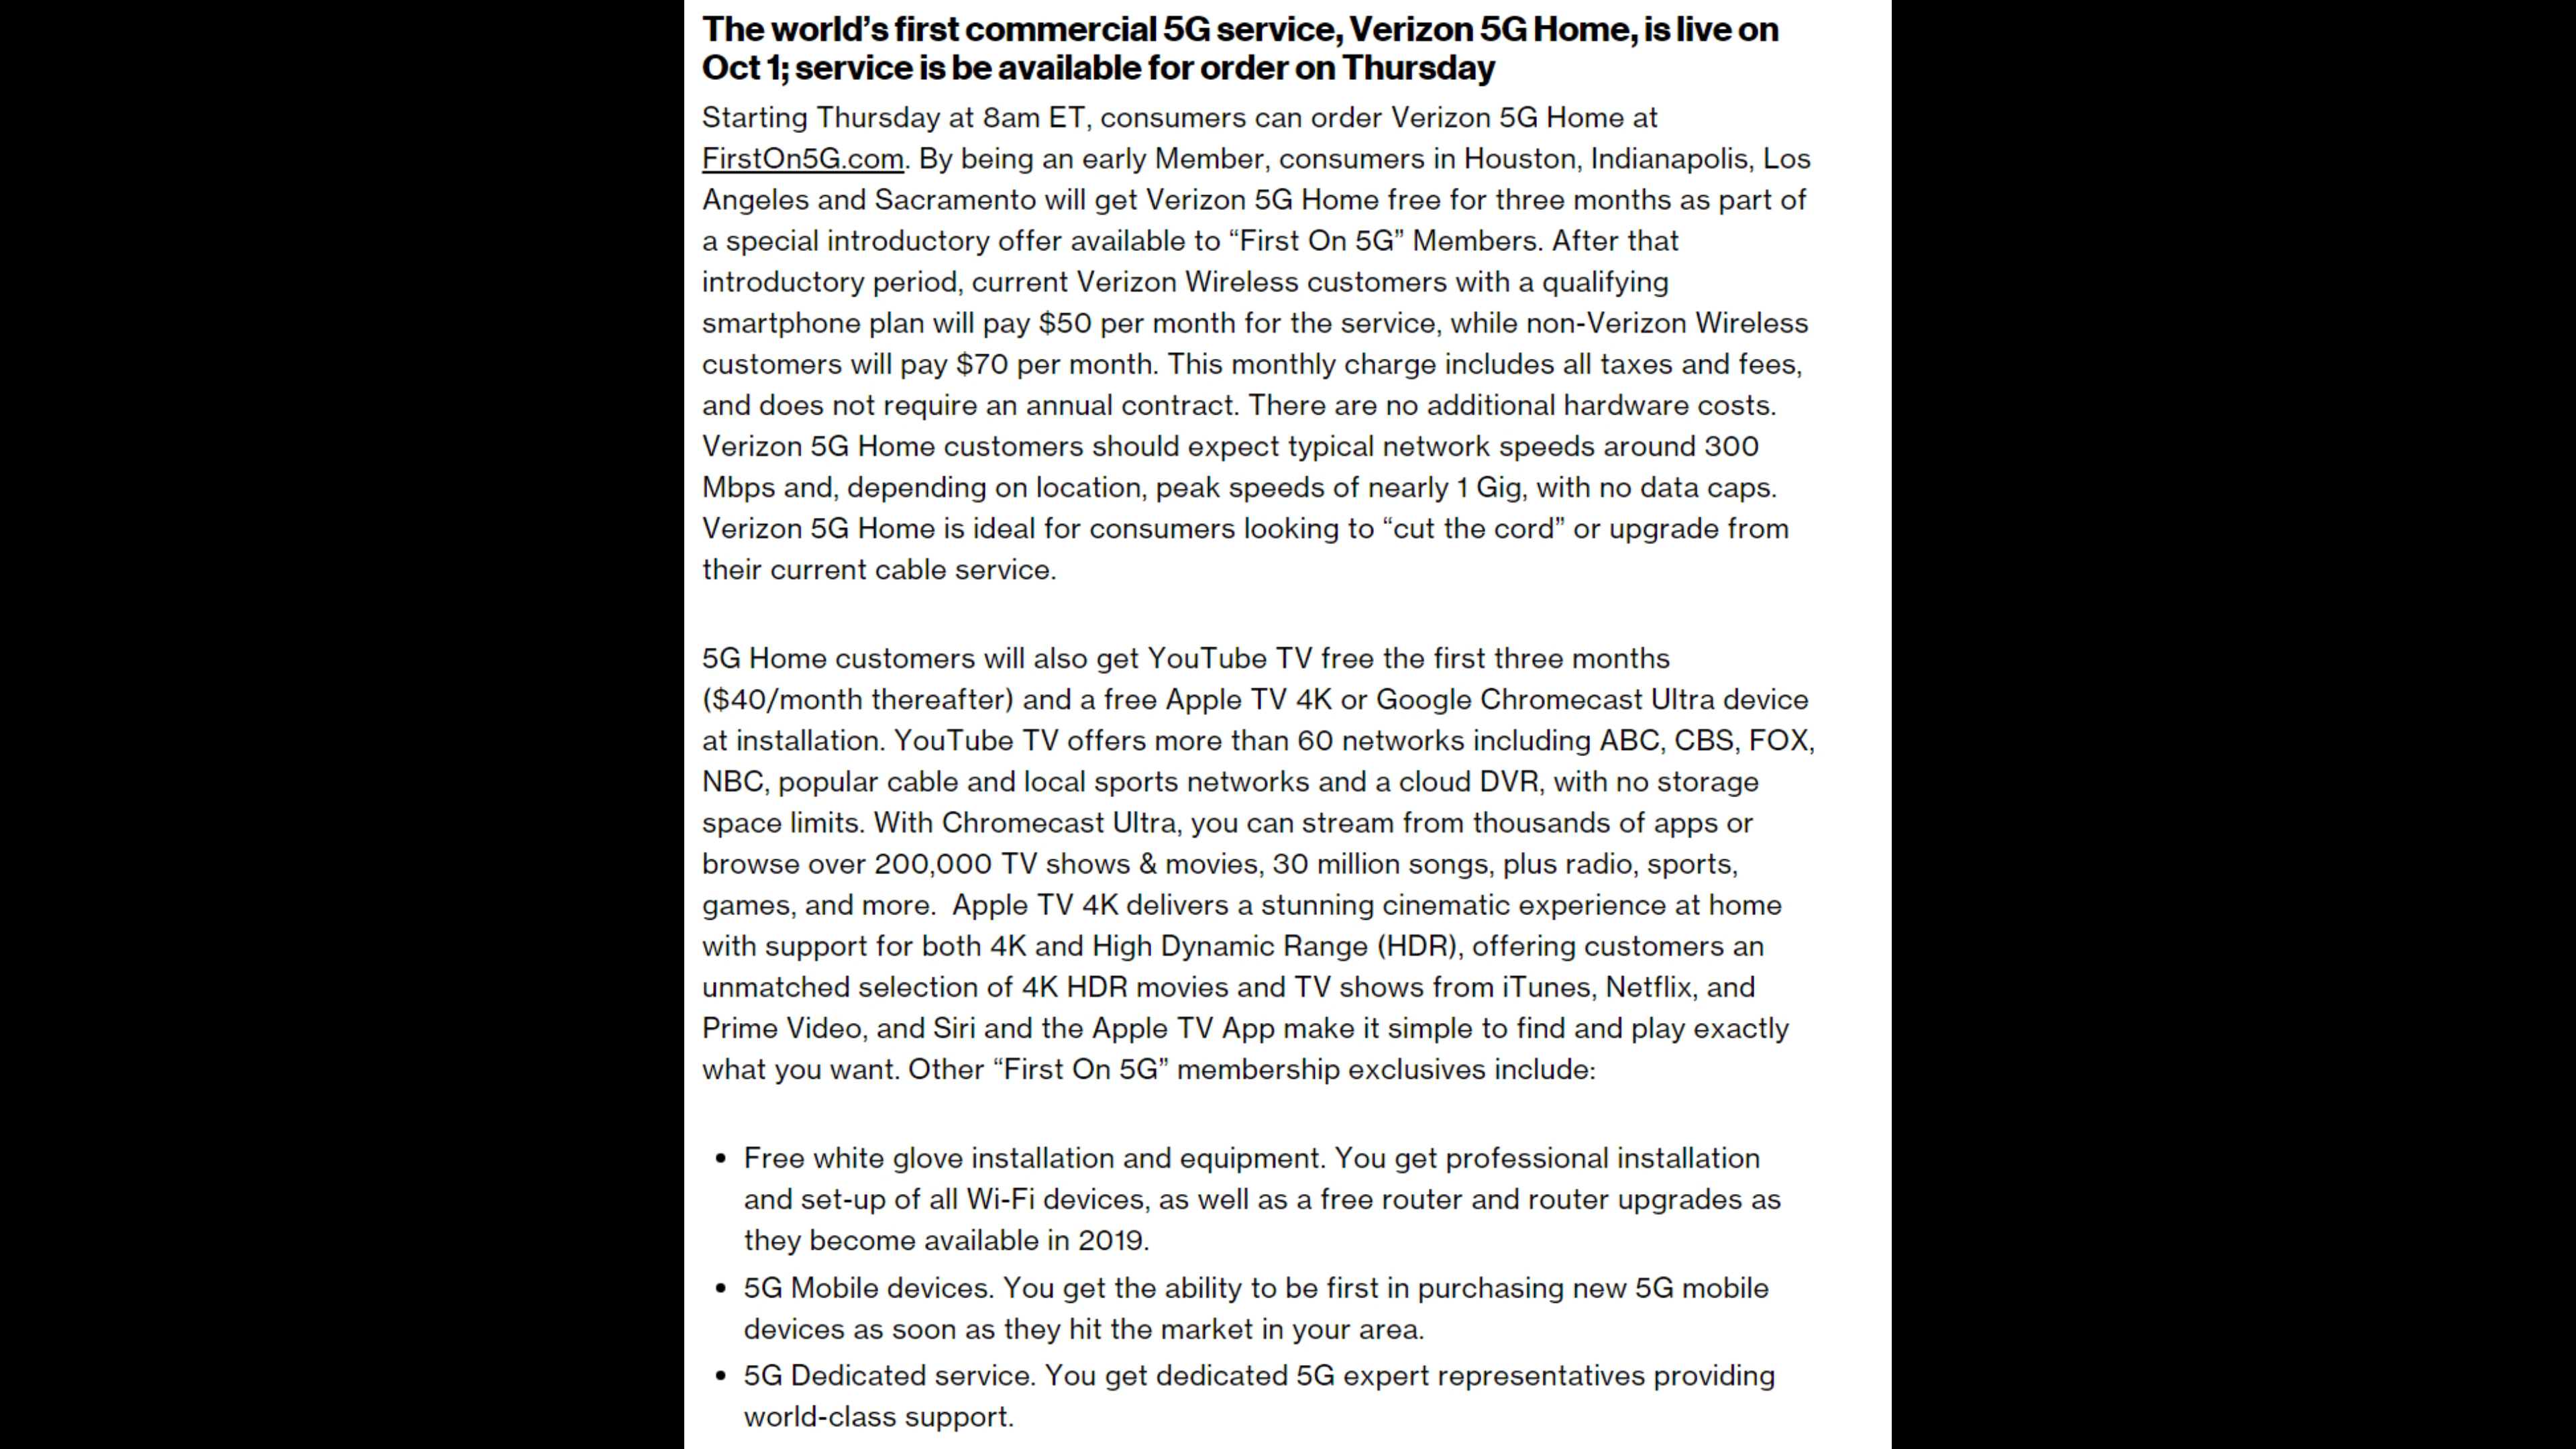 The world’s first commercial 5G service, Verizon 5G Home, is live on
Oct 1; service is be available for order on Thursday
Starting Thursday at 8am ET, consumers can order Verizon 5G Home at
FirstOn5G.com. By being an early Member, consumers in Houston, Indianapolis, Los
Angeles and Sacramento will get Verizon 5G Home free for three months as part of
a special introductory offer available to “First On 5G” Members. After that
introductory period, current Verizon Wireless customers with a qualifying
smartphone plan will pay $50 per month for the service, while non-Verizon Wireless
customers will pay $70 per month. This monthly charge includes all taxes and fees,
and does not require an annual contract. There are no additional hardware costs.
Verizon 5G Home customers should expect typical network speeds around 300
Mbps and, depending on location, peak speeds of nearly 1 Gig, with no data caps.
Verizon 5G Home is ideal for consumers looking to “cut the cord” or upgrade from
their current cable service.
5G Home customers will also get YouTube TV free the first three months
($40/month thereafter) and a free Apple TV 4K or Google Chromecast Ultra device
at installation. YouTube TV offers more than 60 networks including ABC, CBS, FOX,
NBC, popular cable and local sports networks and a cloud DVR, with no storage
space limits. With Chromecast Ultra, you can stream from thousands of apps or
browse over 200,000 TV shows & movies, 30 million songs, plus radio, sports,
games, and more.  Apple TV 4K delivers a stunning cinematic experience at home
with support for both 4K and High Dynamic Range (HDR), offering customers an
unmatched selection of 4K HDR movies and TV shows from iTunes, Netflix, and
Prime Video, and Siri and the Apple TV App make it simple to find and play exactly
what you want. Other “First On 5G” membership exclusives include:
• Free white glove installation and equipment. You get professional installation
and set-up of all Wi-Fi devices, as well as a free router and router upgrades as
they become available in 2019.
• 5G Mobile devices. You get the ability to be first in purchasing new 5G mobile
devices as soon as they hit the market in your area.
• 5G Dedicated service. You get dedicated 5G expert representatives providing
world-class support.